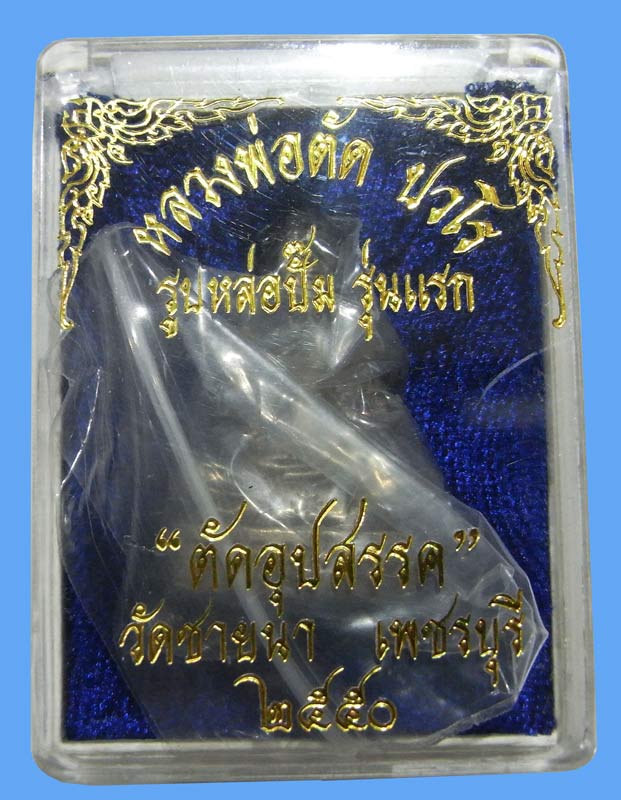 หลวงพ่อตัด ปวโร
รูปหล่อปั๊ม รุ่นแรก
“ตัดอุปสรรค”
วัดชายนา เพชรบุรี
๒๕๕๐